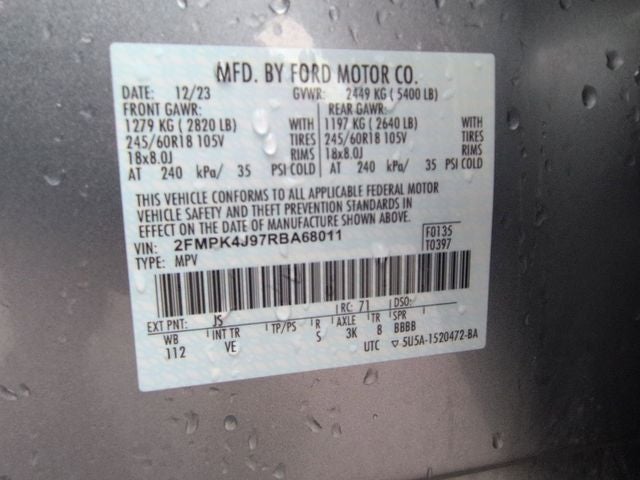 MFD. BY FORD MOTOR CO.
DATE: 12/23 GVWR: 2449 KG ( 5400 LB)
FRONT GAWR: REAR GAWR:
1279 KG ( 2820 LB) WITH 1197 KG ( 2640 LB) WITH
245/60R18 105V TIRES 245/60R18 105V TIRES
18x8.0J RIMS 18x8.0J RIMS
AT 240 kPa/ 35 PSI COLD AT 240 kPa/ 35 PSI COLD
THIS VEHICLE CONFORMS TO ALL APPLICABLE FEDERAL MOTOR
VEHICLE SAFETY AND THEFT PREVENTION STANDARDS IN
EFFECT ON THE DATE OF MANUFACTURE SHOWN ABOVE.
VIN: 2FMPK4J97RBA68011 F0135
TYPE: MPV T0397
EXT PNT: JS RC: 71 DSO:
WB INT TR TP/PS R AXLE TR SPR
112 VE S 3K 8 BBBB
UTC ▽ 5U5A-1520472-BA